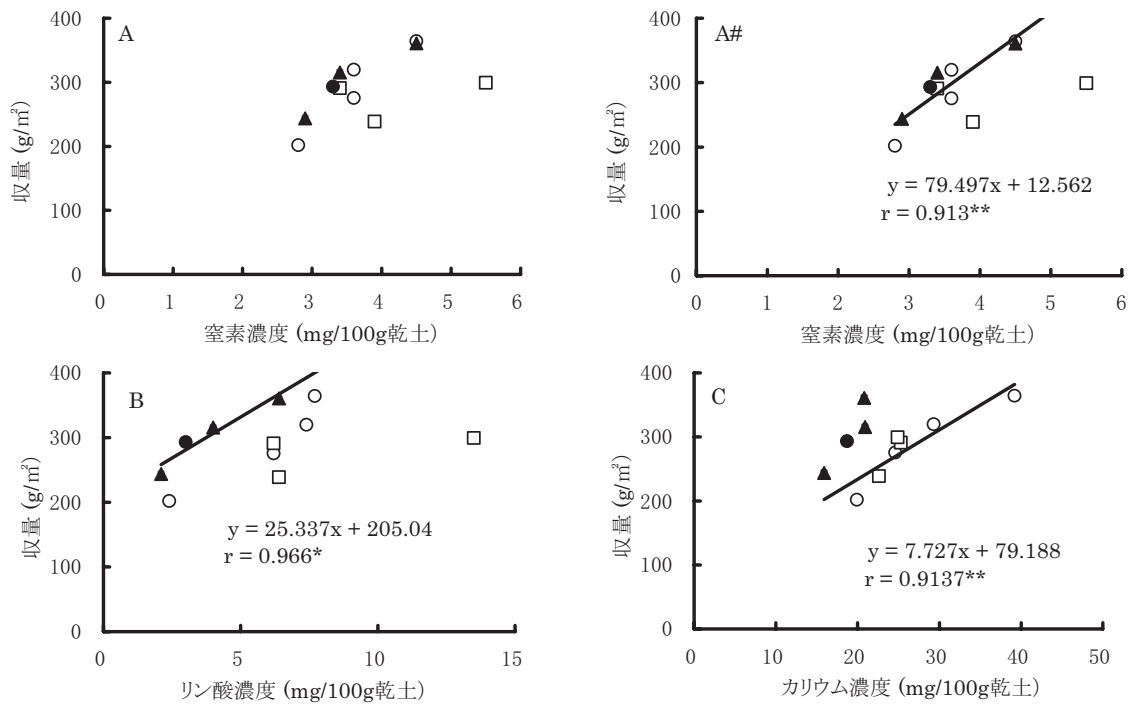 A
400
300
200
100
0
収量 (g/㎡)
0 1 2 3 4 5 6
窒素濃度 (mg/100g乾土)
A#
400
300
200
100
0
収量 (g/㎡)
y = 79.497x + 12.562
r = 0.913**
0 1 2 3 4 5 6
窒素濃度 (mg/100g乾土)
B
400
300
200
100
0
収量 (g/㎡)
y = 25.337x + 205.04
r = 0.966*
0 5 10 15
リン酸濃度 (mg/100g乾土)
C
400
300
200
100
0
収量 (g/㎡)
y = 7.727x + 79.188
r = 0.9137**
0 10 20 30 40 50
カリウム濃度 (mg/100g乾土)